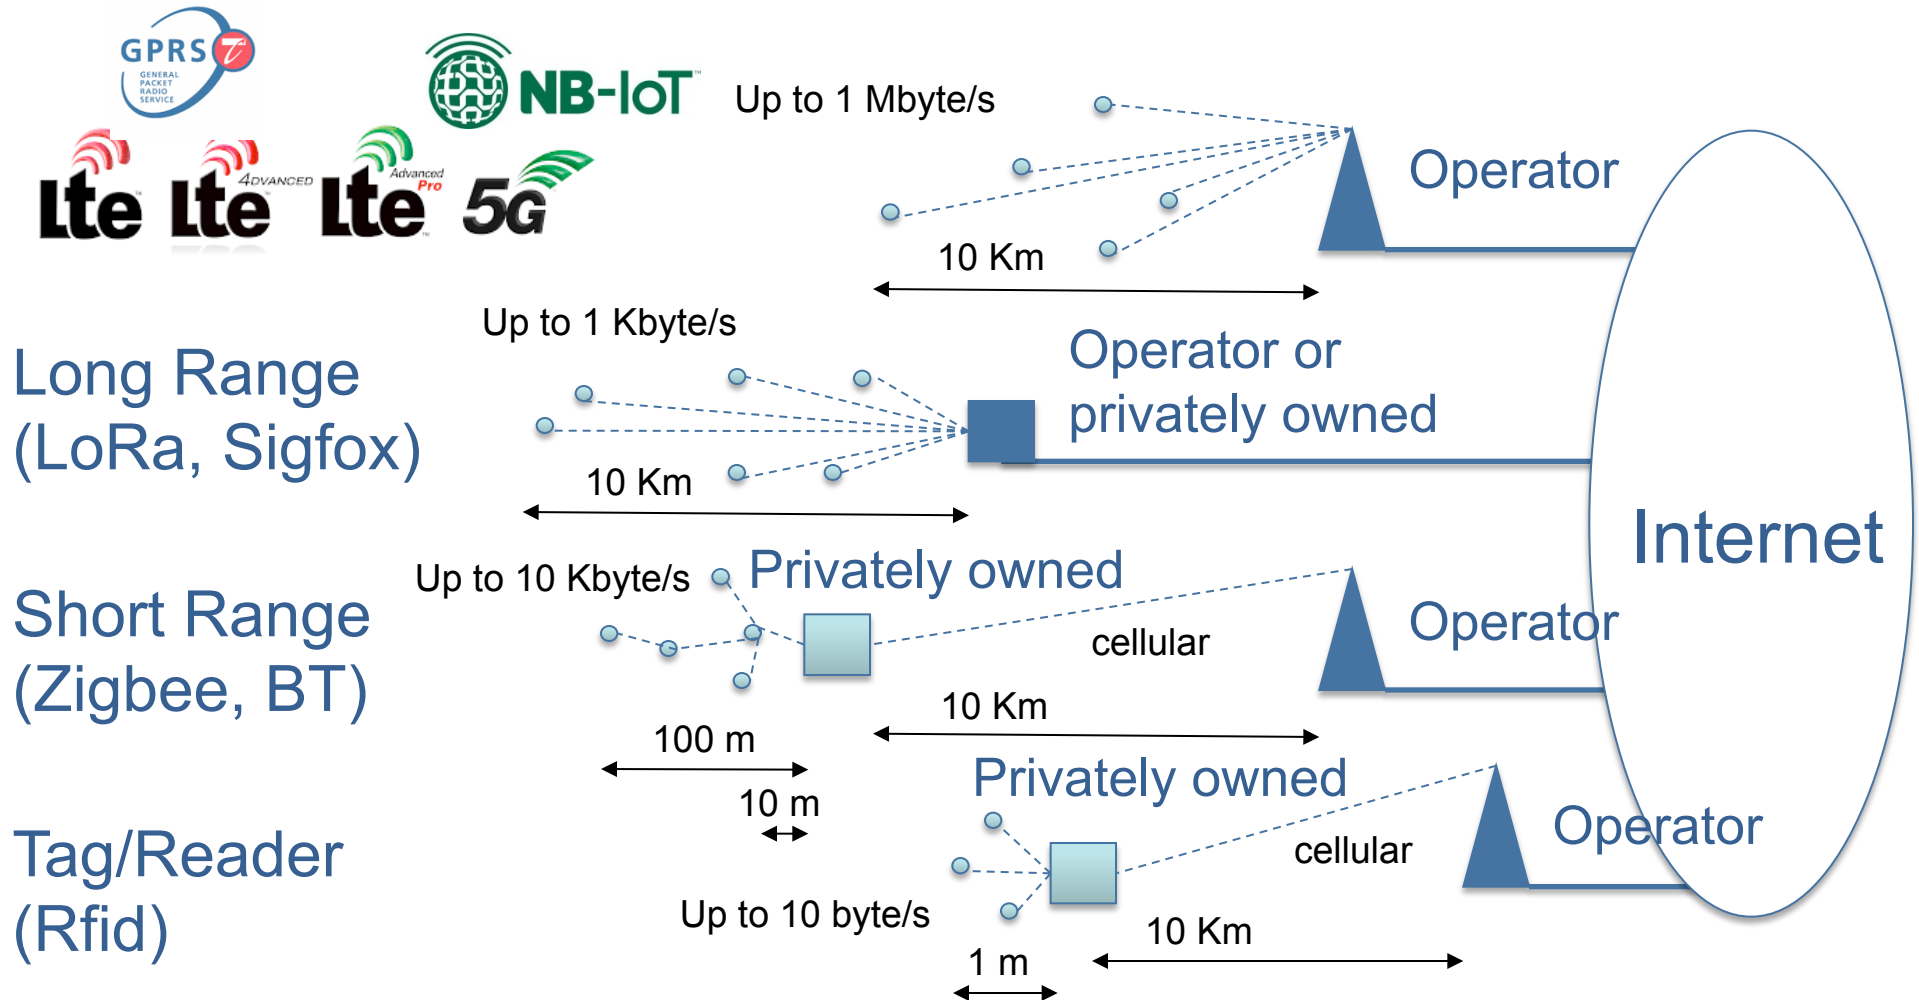 GPRS
GENERAL
PACKET
RADIO
SERVICE
NB-IoT™
Lte
Lte
ADVANCED
Lte
Advanced
Pro
5G
Up to 1 Mbyte/s
Operator
10 Km
Up to 1 Kbyte/s
Long Range
(LoRa, Sigfox)
Operator or
privately owned
10 Km
Internet
Up to 10 Kbyte/s
Privately owned
Short Range
(Zigbee, BT)
cellular
Operator
10 Km
100 m
10 m
Privately owned
Tag/Reader
(Rfid)
cellular
Operator
Up to 10 byte/s
10 Km
1 m